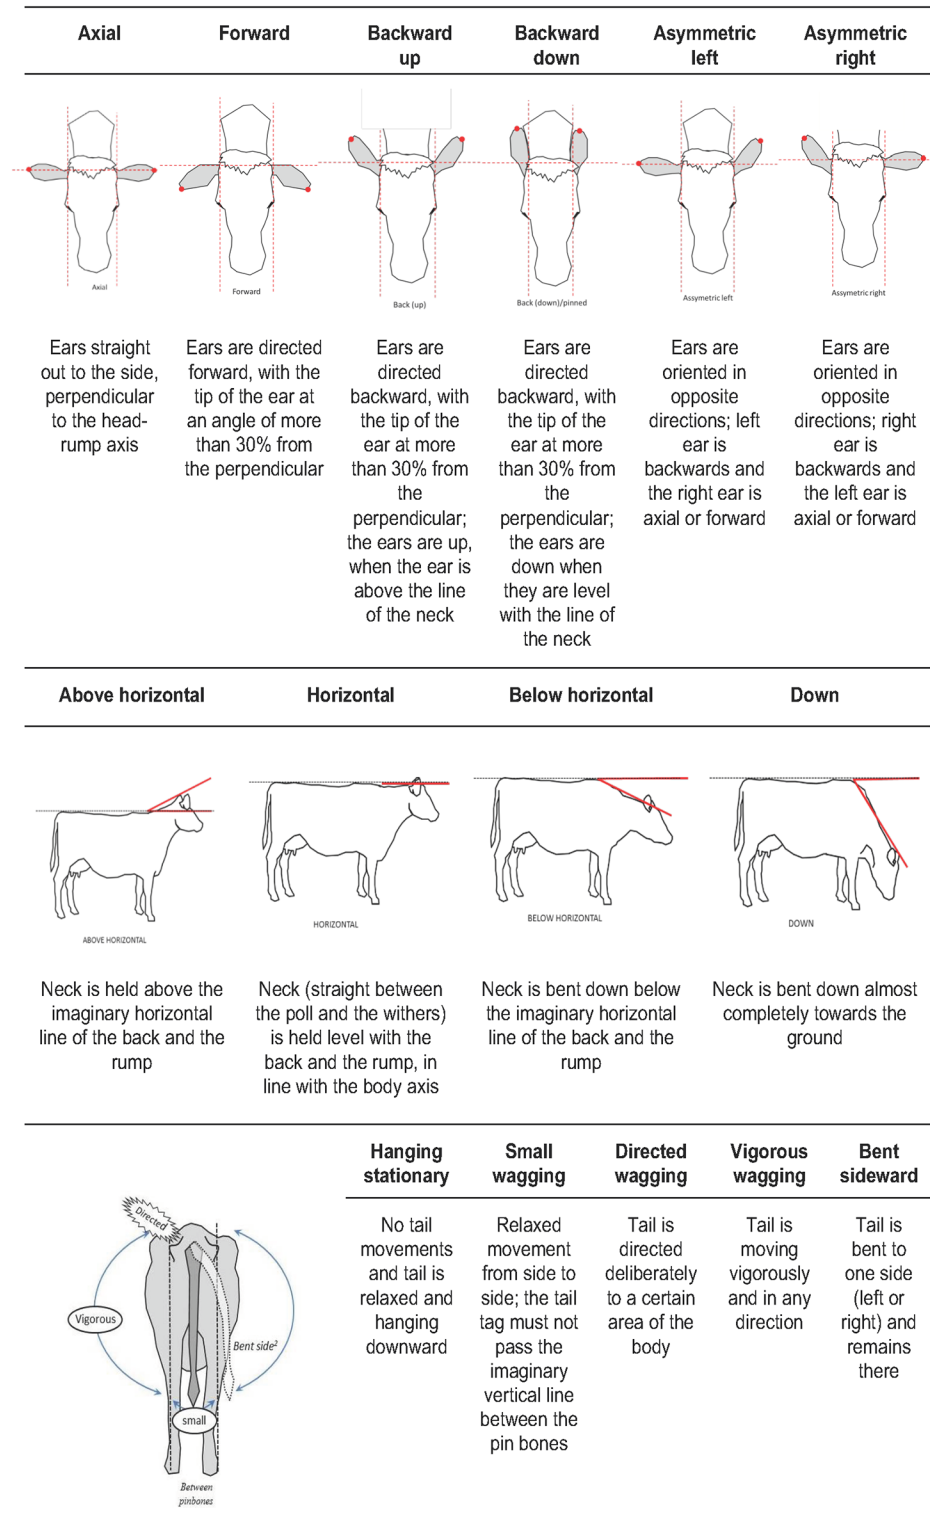 Axial
Forward
Backward
up
Backward
down
Asymmetric
left
Asymmetric
right
Axial
Forward
Back (up)
Back (down)/pinned
Assymetric left
Assymetric right
Ears straight
out to the side,
perpendicular
to the head-
rump axis
Ears are directed
forward, with the
tip of the ear at
an angle of more
than 30% from
the perpendicular
Ears are
directed
backward, with
the tip of the
ear at more
than 30% from
the
perpendicular;
the ears are up,
when the ear is
above the line
of the neck
Ears are
directed
backward, with
the tip of the
ear at more
than 30% from
the
perpendicular;
the ears are
down when
they are level
with the line of
the neck
Ears are
oriented in
opposite
directions; left
ear is
backwards and
the right ear is
axial or forward
Ears are
oriented in
opposite
directions; right
ear is
backwards and
the left ear is
axial or forward
Above horizontal
Horizontal
Below horizontal
Down
ABOVE HORIZONTAL
HORIZONTAL
BELOW HORIZONTAL
DOWN
Neck is held above the
imaginary horizontal
line of the back and the
rump
Neck (straight between
the poll and the withers)
is held level with the
back and the rump, in
line with the body axis
Neck is bent down below
the imaginary horizontal
line of the back and the
rump
Neck is bent down almost
completely towards the
ground
Hanging
stationary
Small
wagging
Directed
wagging
Vigorous
wagging
Bent
sideward
Directed
Vigorous
Bent side2
small
Between
pinbones
No tail
movements
and tail is
relaxed and
hanging
downward
Relaxed
movement
from side to
side; the tail
tag must not
pass the
imaginary
vertical line
between the
pin bones
Tail is
directed
deliberately
to a certain
area of the
body
Tail is
moving
vigorously
and in any
direction
Tail is
bent to
one side
(left or
right) and
remains
there